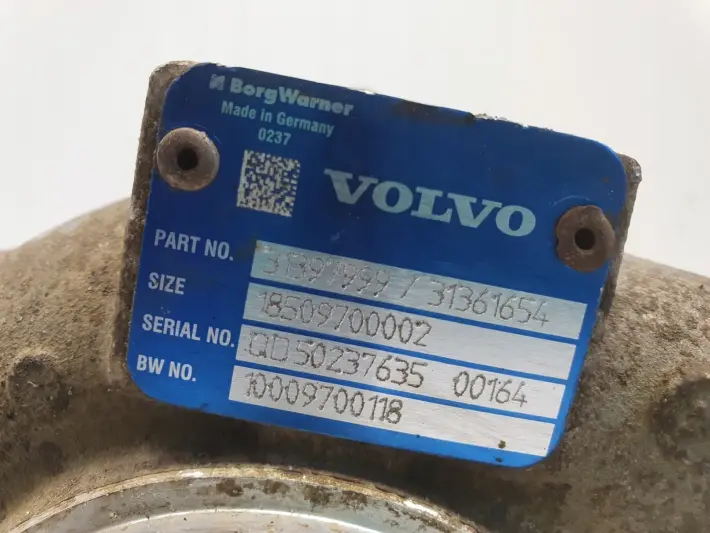 BorgWarner
Made in Germany
0237
VOLVO
PART NO. 31397999 / 31361654
SIZE 18509700002
SERIAL NO. QD50237635 00164
BW NO. 10009700118